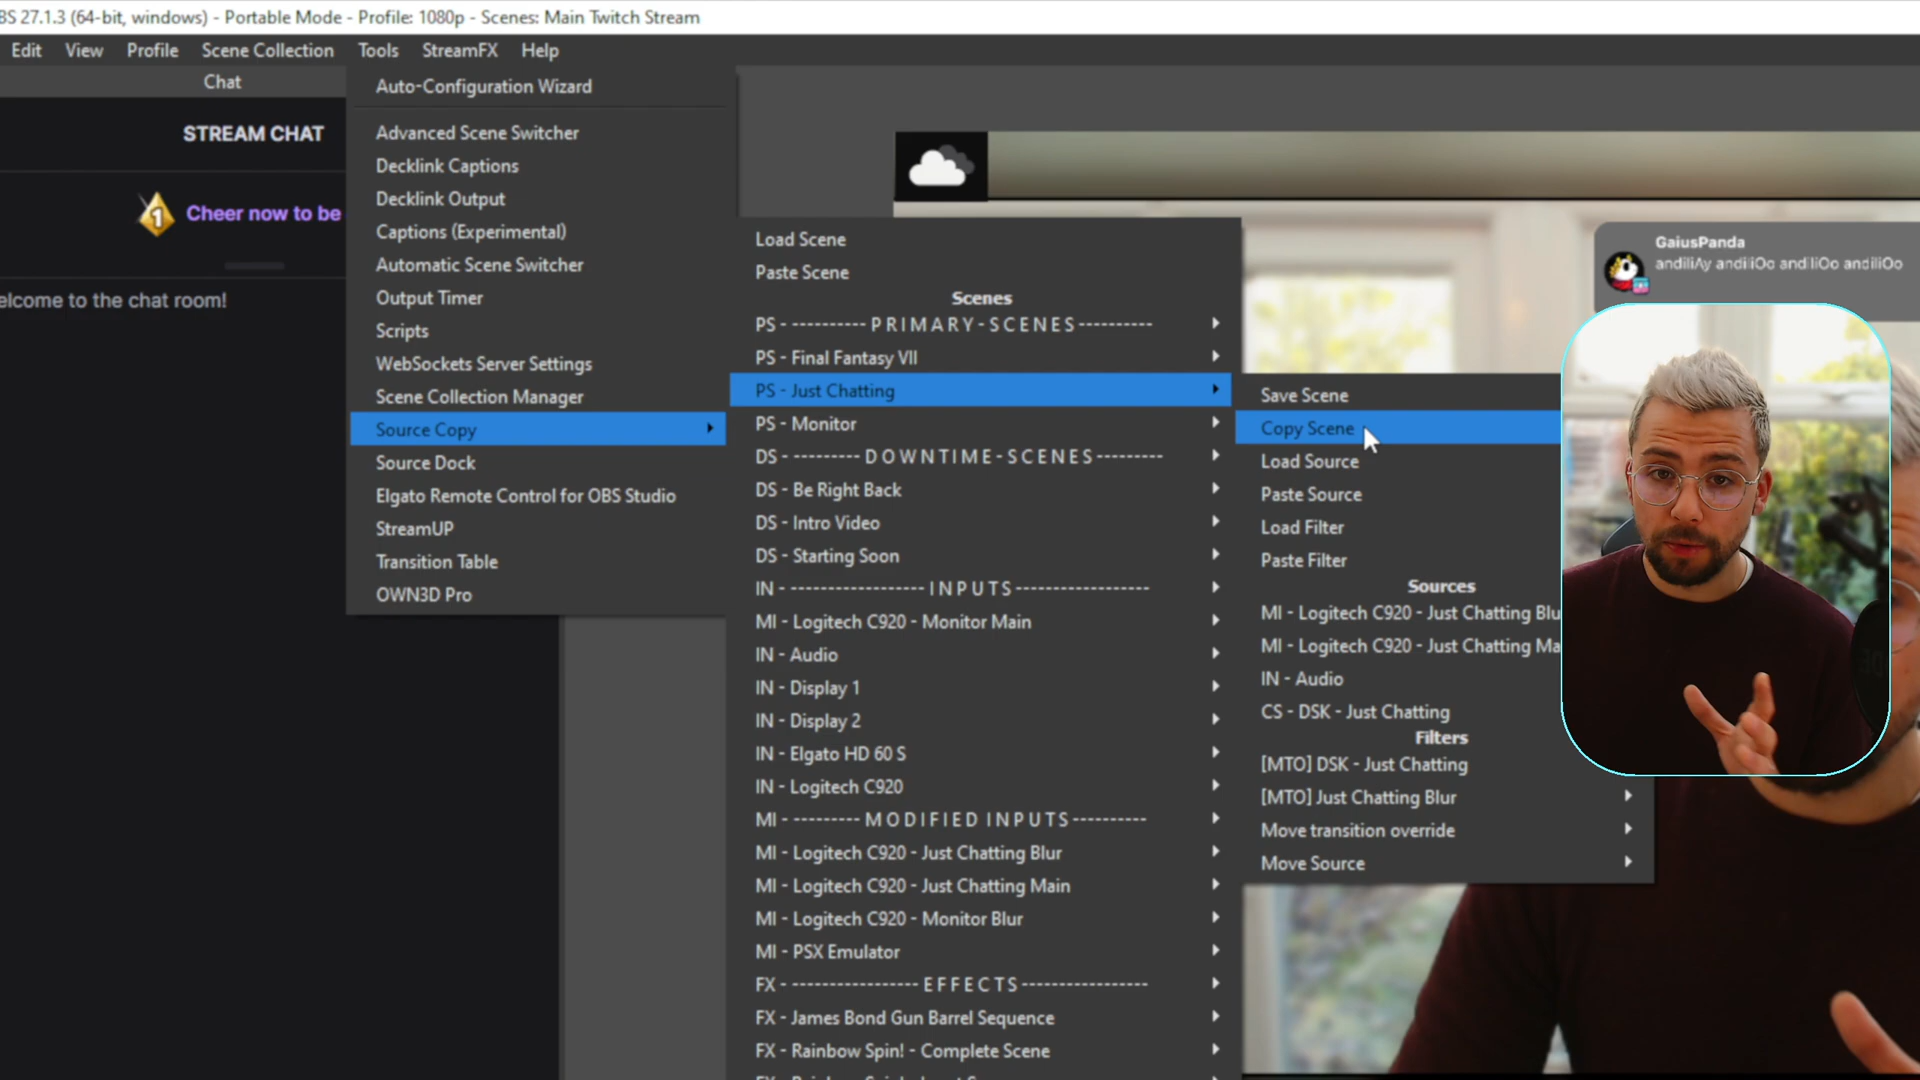 BS 27.1.3 (64-bit, windows) - Portable Mode - Profile: 1080p - Scenes: Main Twitch Stream
Edit View Profile Scene Collection Tools StreamFX Help
Chat
STREAM CHAT
1 Cheer now to be
elcome to the chat room!
Auto-Configuration Wizard
Advanced Scene Switcher
Decklink Captions
Decklink Output
Captions (Experimental)
Automatic Scene Switcher
Output Timer
Scripts
WebSockets Server Settings
Scene Collection Manager
Source Copy
Source Dock
Elgato Remote Control for OBS Studio
StreamUP
Transition Table
OWN3D Pro
Load Scene
Paste Scene
Scenes
PS - ---------- P R I M A R Y - S C E N E S ----------
PS - Final Fantasy VII
PS - Just Chatting
PS - Monitor
DS - --------- D O W N T I M E - S C E N E S ---------
DS - Be Right Back
DS - Intro Video
DS - Starting Soon
IN - ------------------ I N P U T S ------------------
MI - Logitech C920 - Monitor Main
IN - Audio
IN - Display 1
IN - Display 2
IN - Elgato HD 60 S
IN - Logitech C920
MI - --------- M O D I F I E D  I N P U T S ----------
MI - Logitech C920 - Just Chatting Blur
MI - Logitech C920 - Just Chatting Main
MI - Logitech C920 - Monitor Blur
MI - PSX Emulator
FX - ----------------- E F F E C T S -----------------
FX - James Bond Gun Barrel Sequence
FX - Rainbow Spin! - Complete Scene
Save Scene
Copy Scene
Load Source
Paste Source
Load Filter
Paste Filter
Sources
MI - Logitech C920 - Just Chatting Blu
MI - Logitech C920 - Just Chatting Ma
IN - Audio
CS - DSK - Just Chatting
Filters
[MTO] DSK - Just Chatting
[MTO] Just Chatting Blur
Move transition override
Move Source
GaiusPanda
andiliAy andiliOo andiliOo andiliOo